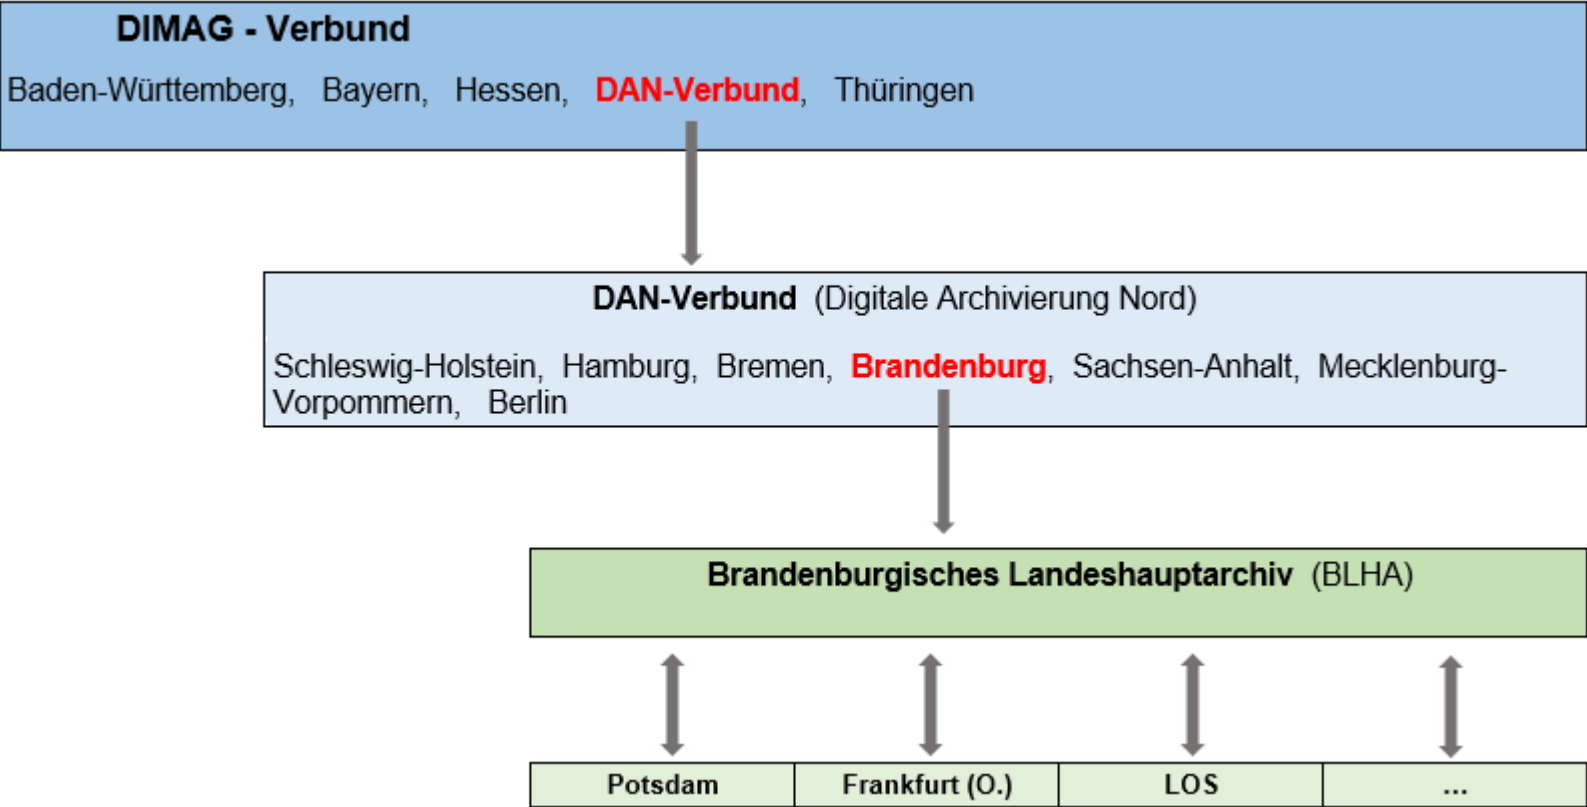 DIMAG - Verbund
Baden-Württemberg, Bayern, Hessen, DAN-Verbund, Thüringen
DAN-Verbund (Digitale Archivierung Nord)
Schleswig-Holstein, Hamburg, Bremen, Brandenburg, Sachsen-Anhalt, Mecklenburg-
Vorpommern, Berlin
Brandenburgisches Landeshauptarchiv (BLHA)
Potsdam Frankfurt (O.) LOS ...